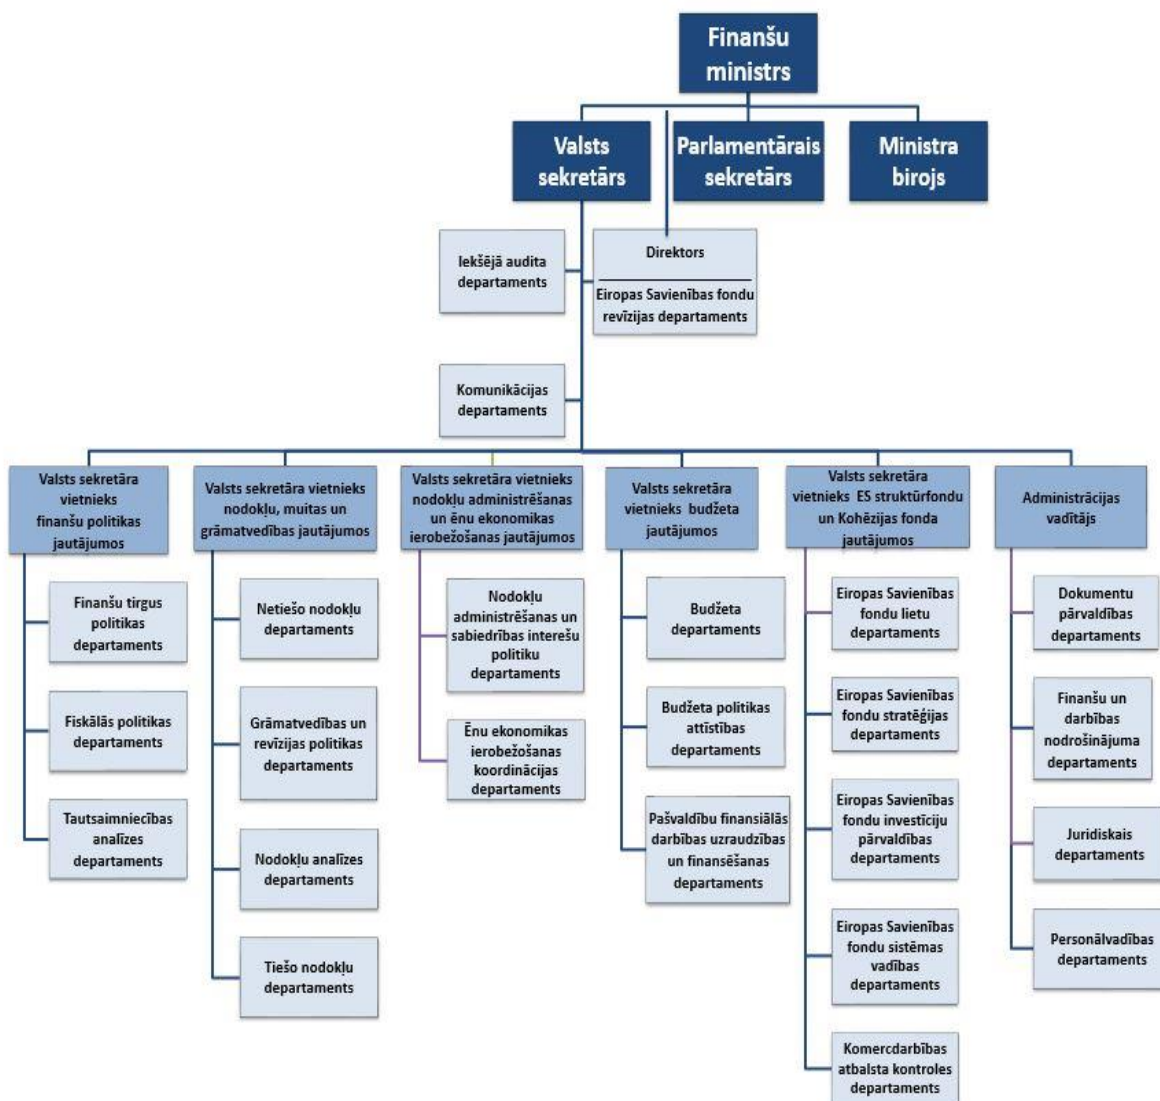 Finanšu
ministrs
Valsts
sekretārs
Parlamentārais
sekretārs
Ministra
birojs
Iekšējā audita
departaments
Direktors
Eiropas Savienības fondu
revīzijas departaments
Komunikācijas
departaments
Valsts sekretāra
vietnieks
finanšu politikas
jautājumos
Valsts sekretāra vietnieks
nodokļu, muitas un
grāmatvedības jautājumos
Valsts sekretāra vietnieks
nodokļu administrēšanas
un ēnu ekonomikas
ierobežošanas jautājumos
Valsts sekretāra
vietnieks budžeta
jautājumos
Valsts sekretāra
vietnieks ES struktūrfondu
un Kohēzijas fonda
jautājumos
Administrācijas
vadītājs
Finanšu tirgus
politikas
departaments
Fiskālās politikas
departaments
Tautsaimniecības
analīzes
departaments
Netiešo nodokļu
departaments
Grāmatvedības un
revīzijas politikas
departaments
Nodokļu analīzes
departaments
Tiešo nodokļu
departaments
Nodokļu
administrēšanas un
sabiedrības interešu
politiku
departaments
Ēnu ekonomikas
ierobežošanas
koordinācijas
departaments
Budžeta
departaments
Budžeta politikas
attīstības
departaments
Pašvaldību finansiālās
darbības uzraudzības
un finansēšanas
departaments
Eiropas Savienības
fondu lietu
departaments
Eiropas Savienības
fondu stratēģijas
departaments
Eiropas Savienības
fondu investīciju
pārvaldības
departaments
Eiropas Savienības
fondu sistēmas
vadības
departaments
Komercdarbības
atbalsta kontroles
departaments
Dokumentu
pārvaldības
departaments
Finanšu un
darbības
nodrošinājuma
departaments
Juridiskais
departaments
Personālvadības
departaments